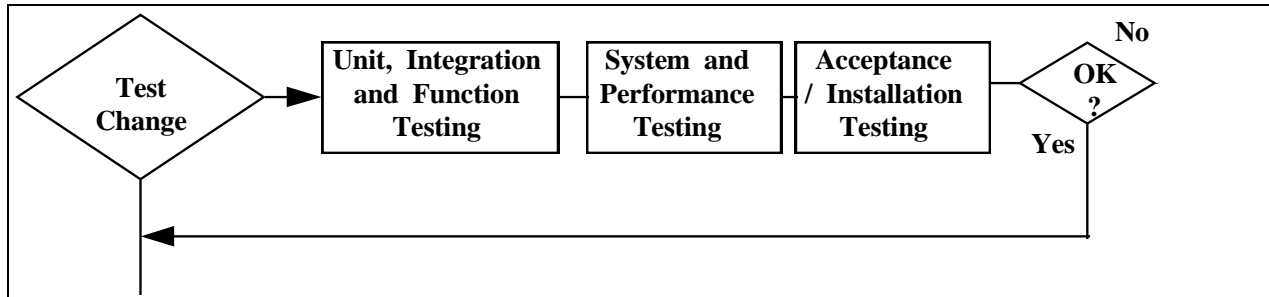 Test
Change
Unit, Integration
and Function
Testing
System and
Performance
Testing
Acceptance
/ Installation
Testing
OK
?
No
Yes